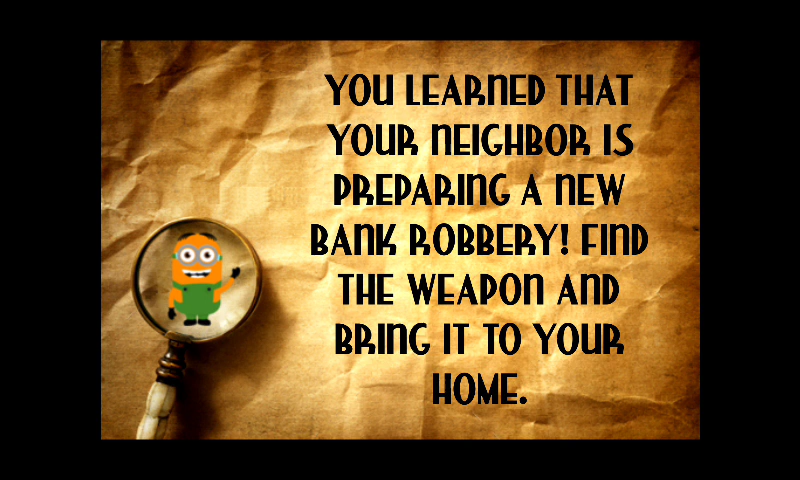 YOU LEARNED THAT
YOUR NEIGHBOR IS
PREPARING A NEW
BANK ROBBERY! FIND
THE WEAPON AND
BRING IT TO YOUR
HOME.